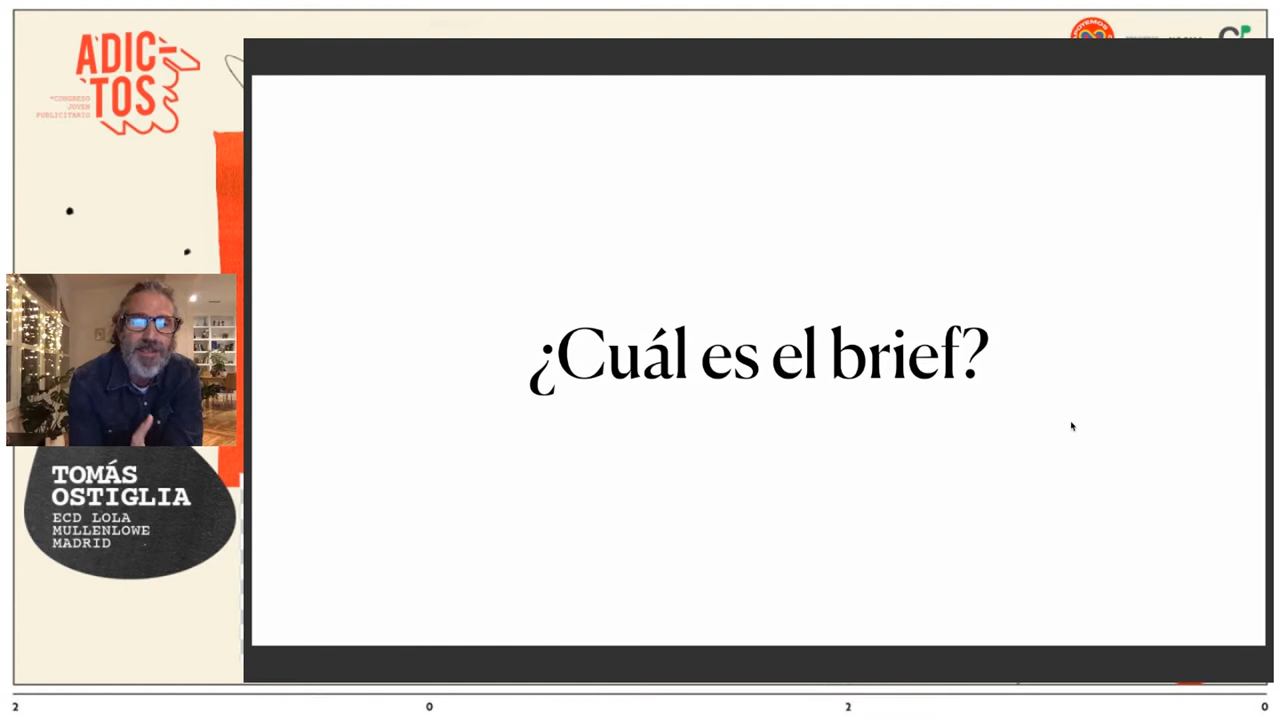 ADIC-
TOS
*CONGRESO
JOVEN
PUBLICITARIO
¿Cuál es el brief?
TOMÁS
OSTIGLIA
ECD LOLA
MULLENLOWE
MADRID
2 0 2 0